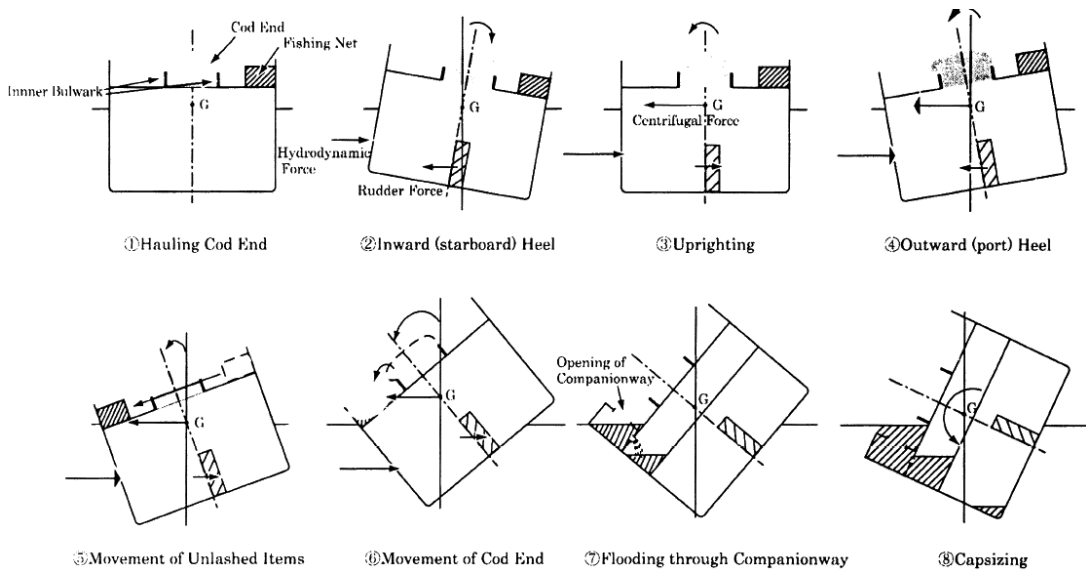 Cod End
Fishing Net
Innner Bulwark
G
①Hauling Cod End
G
Hydrodynamic
Force
Rudder Force
②Inward (starboard) Heel
G
Centrifugal Force
③Uprighting
G
④Outward (port) Heel
G
⑤Movement of Unlashed Items
G
⑥Movement of Cod End
Opening of
Companionway
G
⑦Flooding through Companionway
G
⑧Capsizing